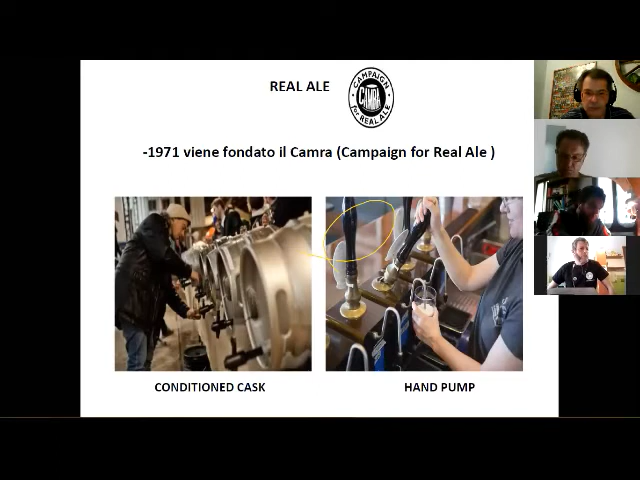 REAL ALE
CAMPAIGN
CAMRA
for REAL ALE
-1971 viene fondato il Camra (Campaign for Real Ale )
CONDITIONED CASK
HAND PUMP